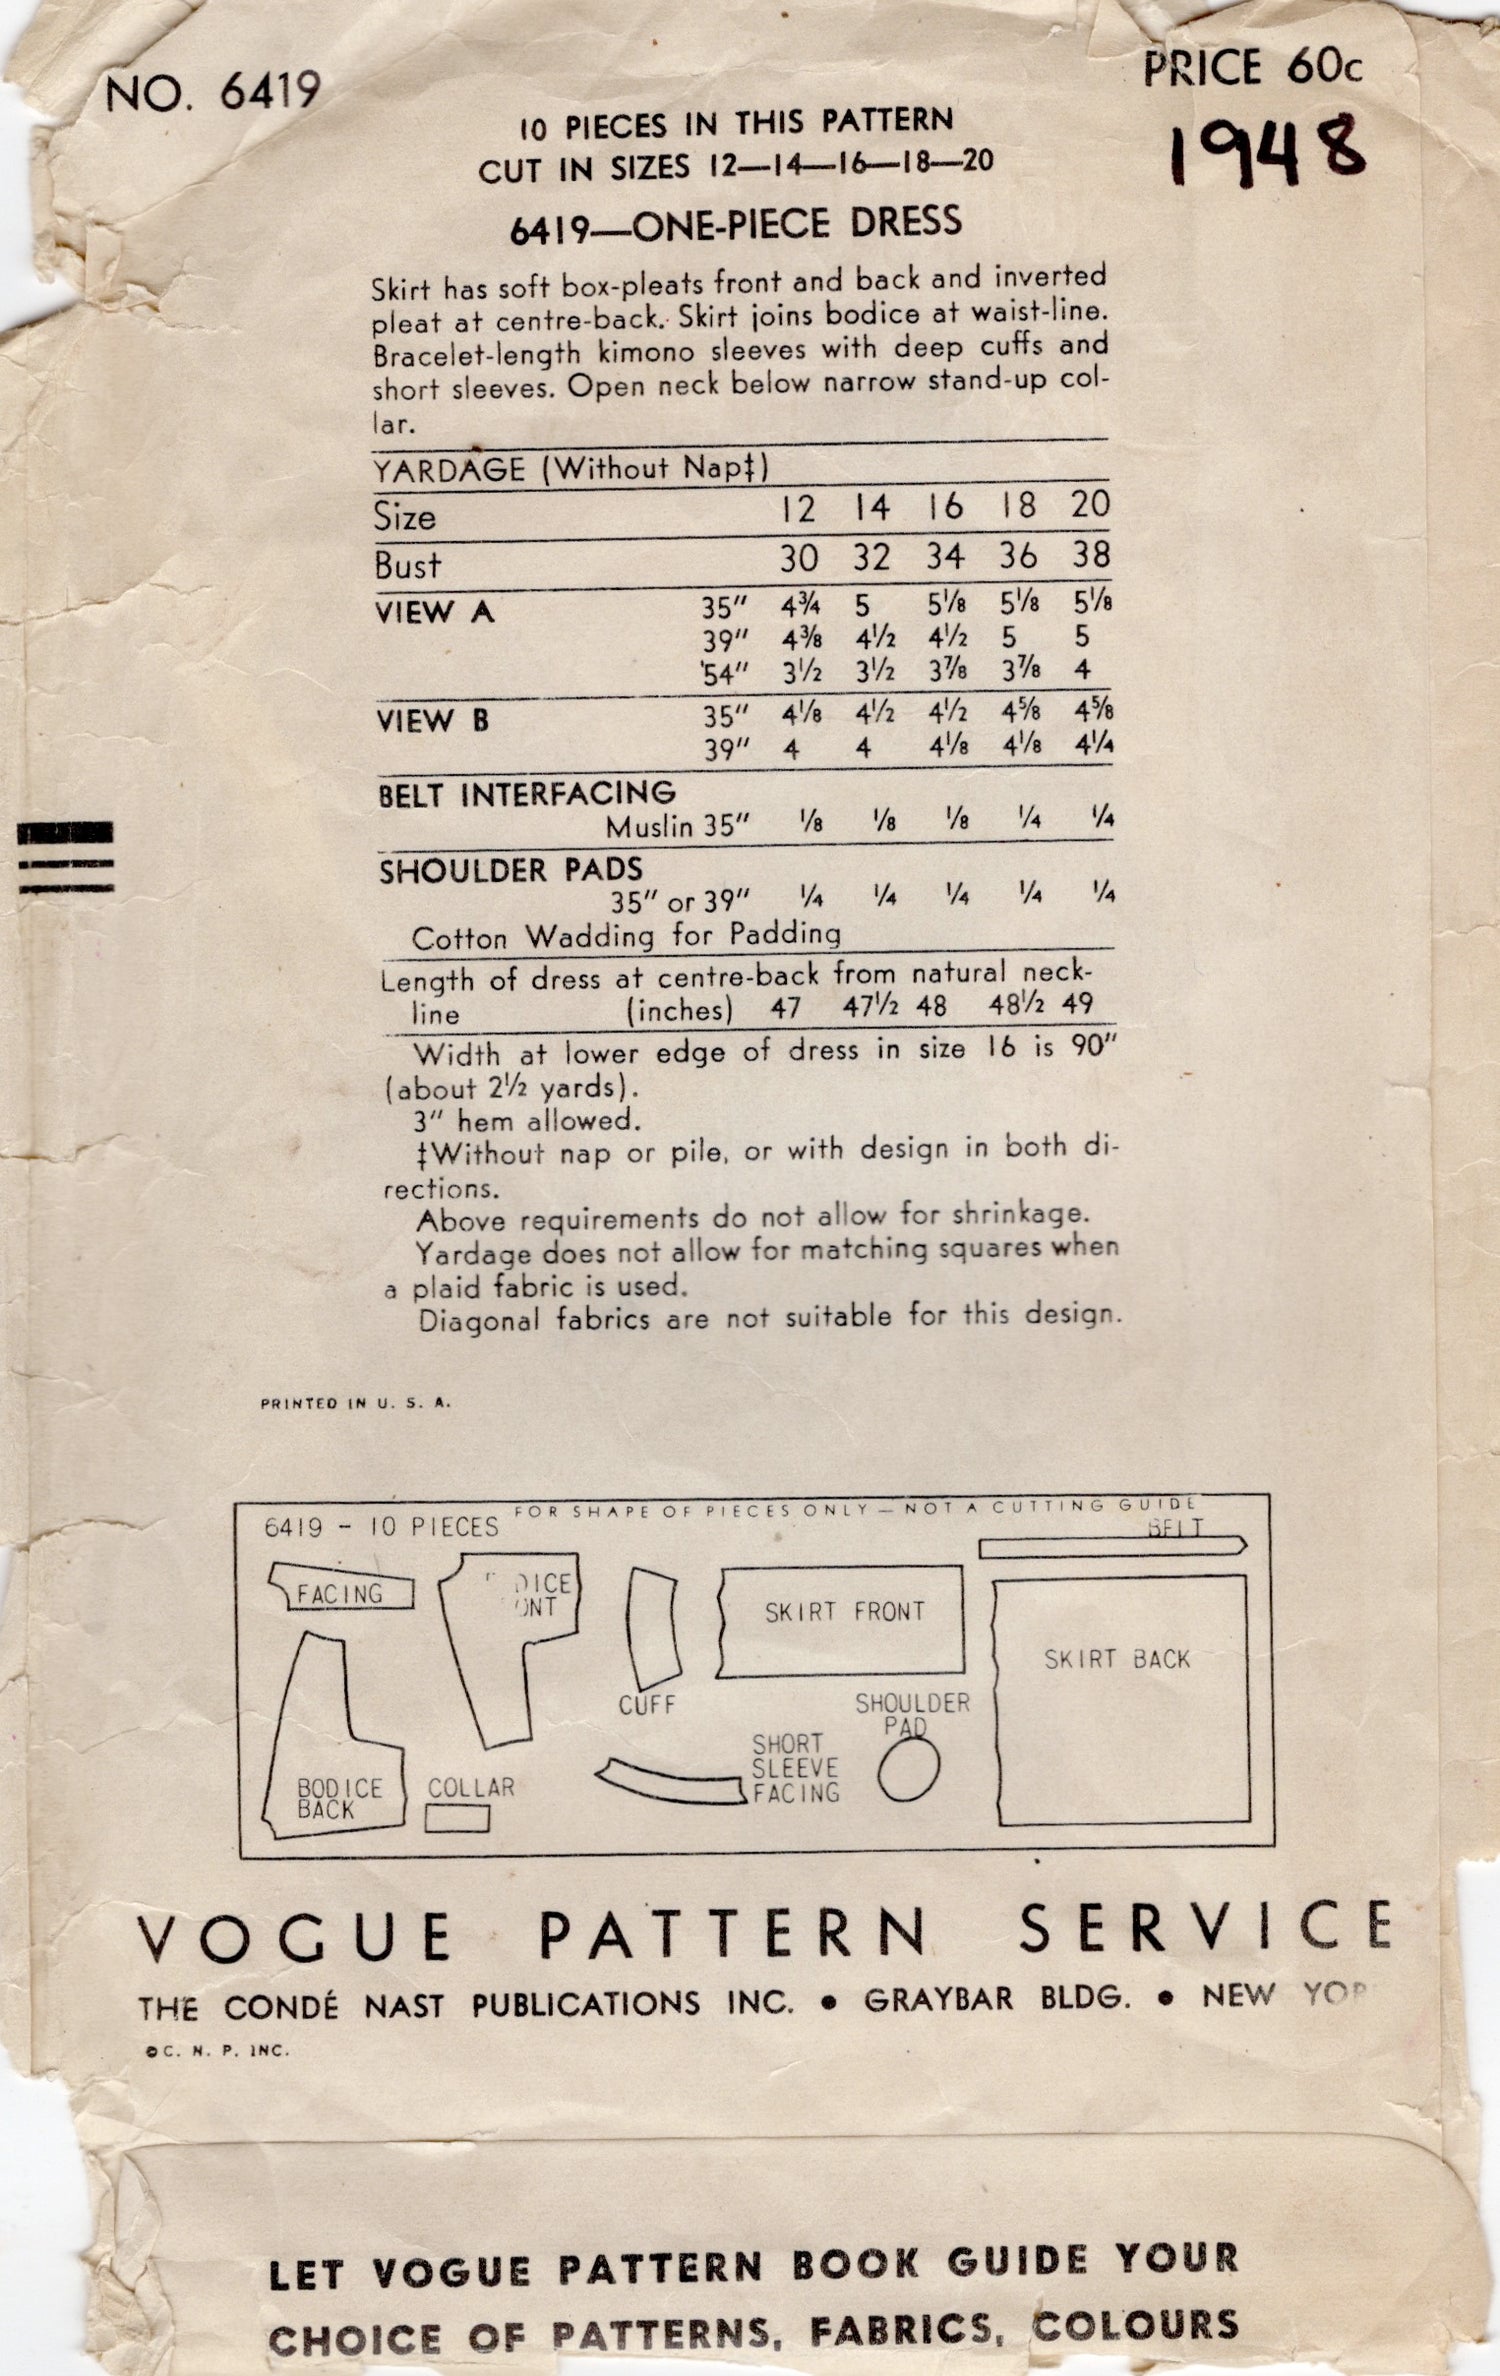 NO. 6419
PRICE 60c
1948
10 PIECES IN THIS PATTERN
CUT IN SIZES 12—14—16—18—20
6419—ONE-PIECE DRESS
Skirt has soft box-pleats front and back and inverted
pleat at centre-back. Skirt joins bodice at waist-line.
Bracelet-length kimono sleeves with deep cuffs and
short sleeves. Open neck below narrow stand-up col-
lar.
YARDAGE (Without Nap‡)
Size 12 14 16 18 20
Bust 30 32 34 36 38
VIEW A 35″ 4¾ 5 5⅛ 5⅛ 5⅛
39″ 4⅜ 4½ 4½ 5 5
54″ 3½ 3½ 3⅞ 3⅞ 4
VIEW B 35″ 4⅛ 4½ 4½ 4⅝ 4⅝
39″ 4 4 4⅛ 4⅛ 4¼
BELT INTERFACING
Muslin 35″ ⅛ ⅛ ⅛ ¼ ¼
SHOULDER PADS
35″ or 39″ ¼ ¼ ¼ ¼ ¼
Cotton Wadding for Padding
Length of dress at centre-back from natural neck-
line (inches) 47 47½ 48 48½ 49
Width at lower edge of dress in size 16 is 90″
(about 2½ yards).
3″ hem allowed.
‡Without nap or pile, or with design in both di-
rections.
Above requirements do not allow for shrinkage.
Yardage does not allow for matching squares when
a plaid fabric is used.
Diagonal fabrics are not suitable for this design.
PRINTED IN U. S. A.
FOR SHAPE OF PIECES ONLY — NOT A CUTTING GUIDE
6419 - 10 PIECES
BELT
FACING
SKIRT FRONT
SKIRT BACK
CUFF
SHOULDER
PAD
SHORT
SLEEVE
FACING
BODICE
BACK
COLLAR
VOGUE PATTERN SERVICE
THE CONDÉ NAST PUBLICATIONS INC. • GRAYBAR BLDG. • NEW
©C. N. P. INC.
LET VOGUE PATTERN BOOK GUIDE YOUR
CHOICE OF PATTERNS, FABRICS, COLOURS